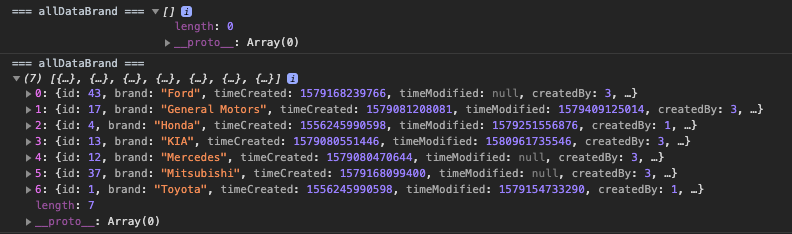 === allDataBrand === ▼[] i
length: 0
▶__proto__: Array(0)
=== allDataBrand ===
▼(7) [{…}, {…}, {…}, {…}, {…}, {…}, {…}] i
▶0: {id: 43, brand: "Ford", timeCreated: 1579168239766, timeModified: null, createdBy: 3, …}
▶1: {id: 17, brand: "General Motors", timeCreated: 1579081208081, timeModified: 1579409125014, createdBy: 3, …}
▶2: {id: 4, brand: "Honda", timeCreated: 1556245990598, timeModified: 1579251556876, createdBy: 1, …}
▶3: {id: 13, brand: "KIA", timeCreated: 1579080551446, timeModified: 1580961735546, createdBy: 3, …}
▶4: {id: 12, brand: "Mercedes", timeCreated: 1579080470644, timeModified: null, createdBy: 3, …}
▶5: {id: 37, brand: "Mitsubishi", timeCreated: 1579168099400, timeModified: null, createdBy: 3, …}
▶6: {id: 1, brand: "Toyota", timeCreated: 1556245990598, timeModified: 1579154733290, createdBy: 1, …}
length: 7
▶__proto__: Array(0)